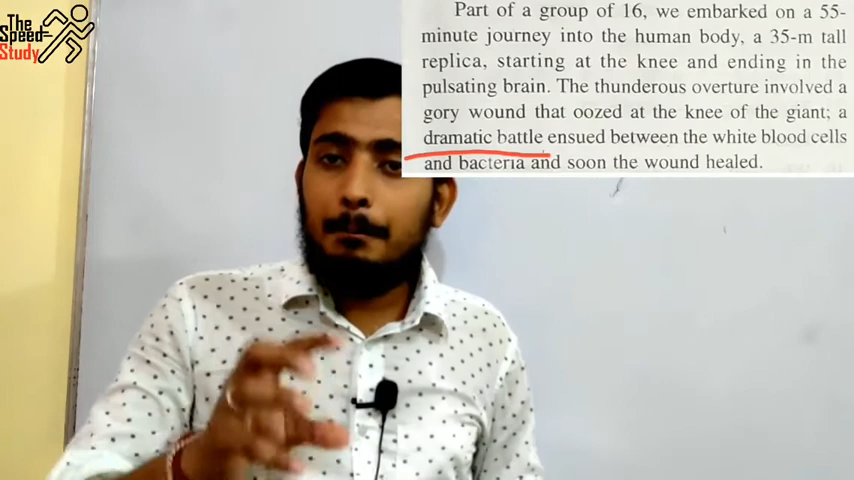 The
Speed-
Study
Part of a group of 16, we embarked on a 55-
minute journey into the human body, a 35-m tall
replica, starting at the knee and ending in the
pulsating brain. The thunderous overture involved a
gory wound that oozed at the knee of the giant; a
dramatic battle ensued between the white blood cells
and bacteria and soon the wound healed.